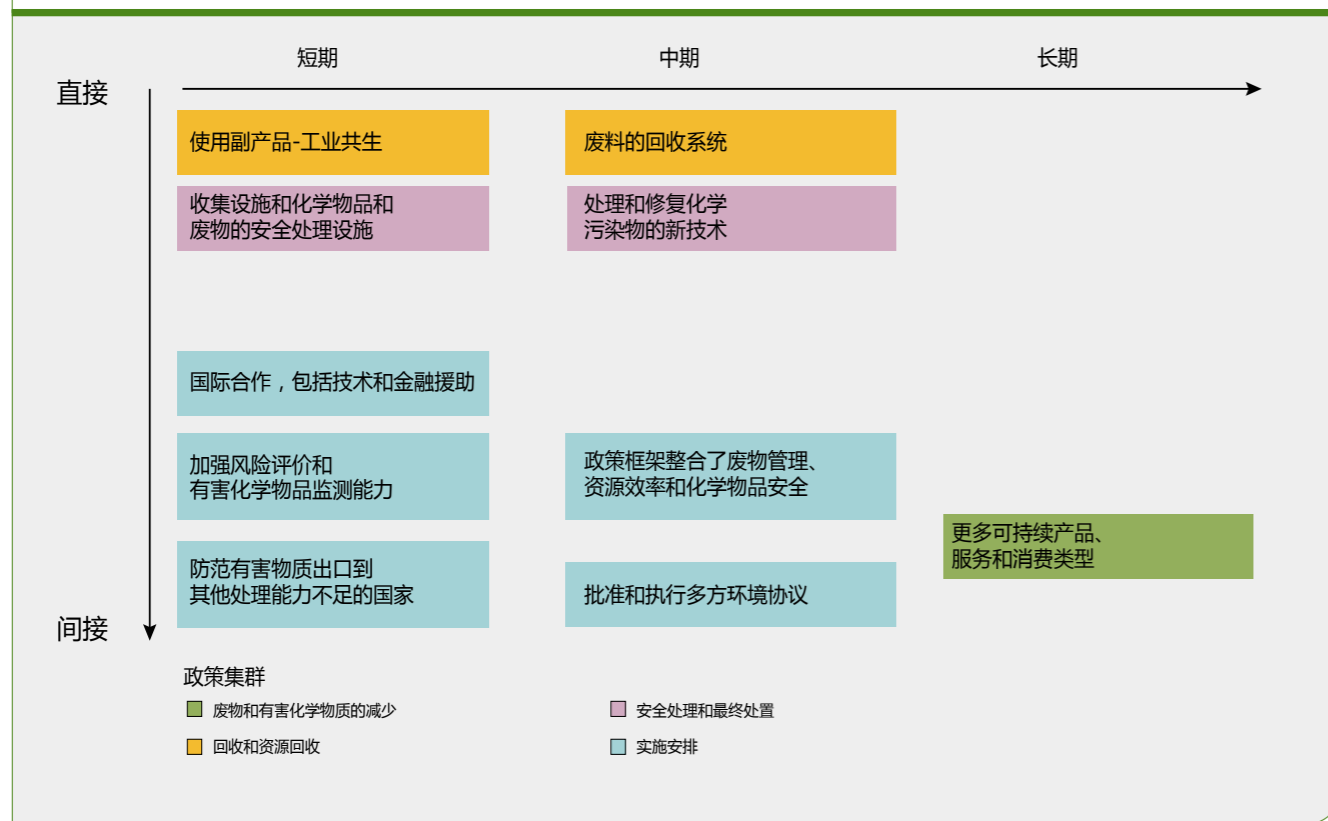 短期
中期
长期
直接
使用副产品-工业共生
废料的回收系统
收集设施和化学物品和
废物的安全处理设施
处理和修复化学
污染物的新技术
国际合作，包括技术和金融援助
加强风险评价和
有害化学物品监测能力
政策框架整合了废物管理、
资源效率和化学物品安全
更多可持续产品、
服务和消费类型
防范有害物质出口到
其他处理能力不足的国家
批准和执行多方环境协议
间接
政策集群
废物和有害化学物质的减少
安全处理和最终处置
回收和资源回收
实施安排